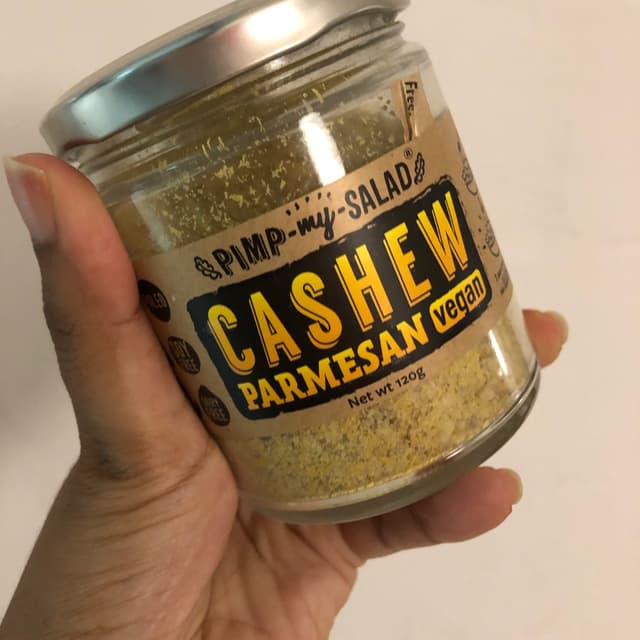 PIMP-my-SALAD®
CASHEW
PARMESAN vegan
Net wt 120g